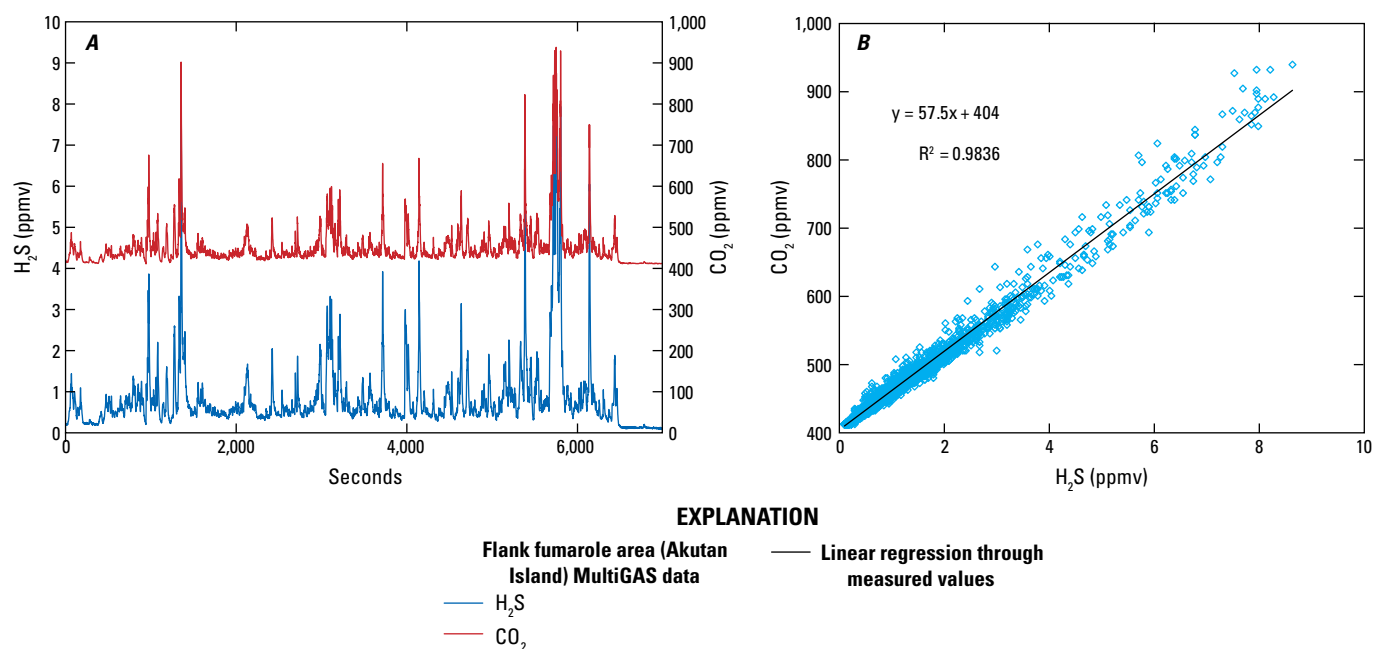 A
10
9
8
7
6
5
4
3
2
1
0
H₂S (ppmv)
1,000
900
800
700
600
500
400
300
200
100
0
CO₂ (ppmv)
0
2,000
4,000
6,000
Seconds
B
1,000
900
800
700
600
500
400
CO₂ (ppmv)
y = 57.5x + 404
R² = 0.9836
0
2
4
6
8
10
H₂S (ppmv)
EXPLANATION
Flank fumarole area (Akutan
Island) MultiGAS data
H₂S
CO₂
Linear regression through
measured values